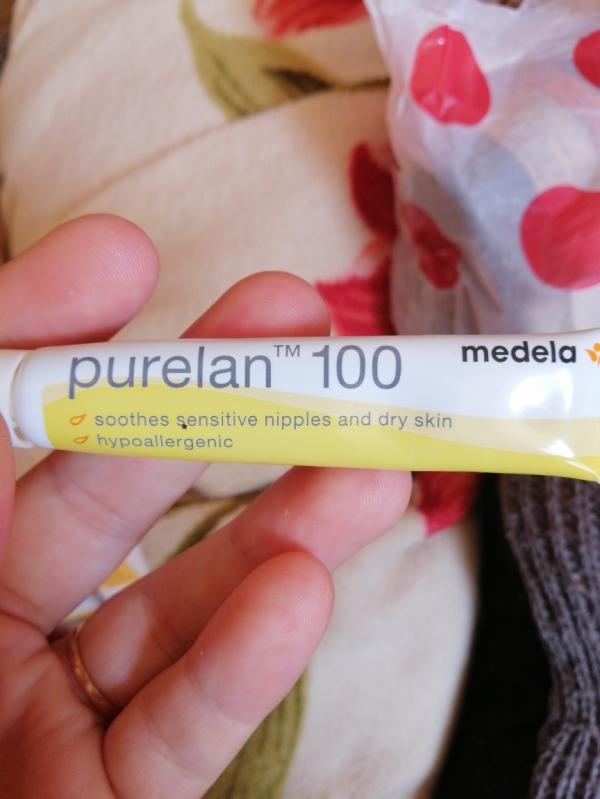 purelan™ 100
medela
soothes sensitive nipples and dry skin
hypoallergenic